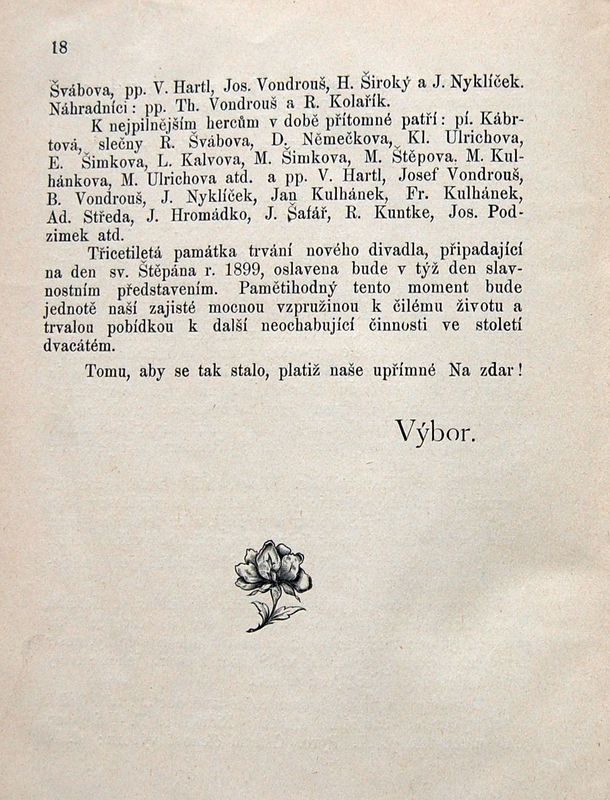 18
Švábova, pp. V. Hartl, Jos. Vondrouš, H. Široký a J. Nyklíček.
Náhradníci: pp. Th. Vondrouš a R. Kolařík.
K nejpilnějším hercům v době přítomné patří: pí. Kábr-
tová, slečny R. Švábova, D. Němečkova, Kl. Ulrichova,
E. Šimkova, L. Kalvova, M. Šimkova, M. Štěpova. M. Kul-
hánkova, M. Ulrichova atd. a pp. V. Hartl, Josef Vondrouš,
B. Vondrouš, J. Nyklíček, Jan Kulhánek, Fr. Kulhánek,
Ad. Středa, J. Hromádko, J. Šafář, R. Kuntke, Jos. Pod-
zimek atd.
Třicetiletá památka trvání nového divadla, připadající
na den sv. Štěpána r. 1899, oslavena bude v týž den slav-
nostním představením. Pamětihodný tento moment bude
jednotě naší zajisté mocnou vzpružinou k čilému životu a
trvalou pobídkou k další neochabující činnosti ve století
dvacátém.
Tomu, aby se tak stalo, platiž naše upřímné Na zdar!
Výbor.